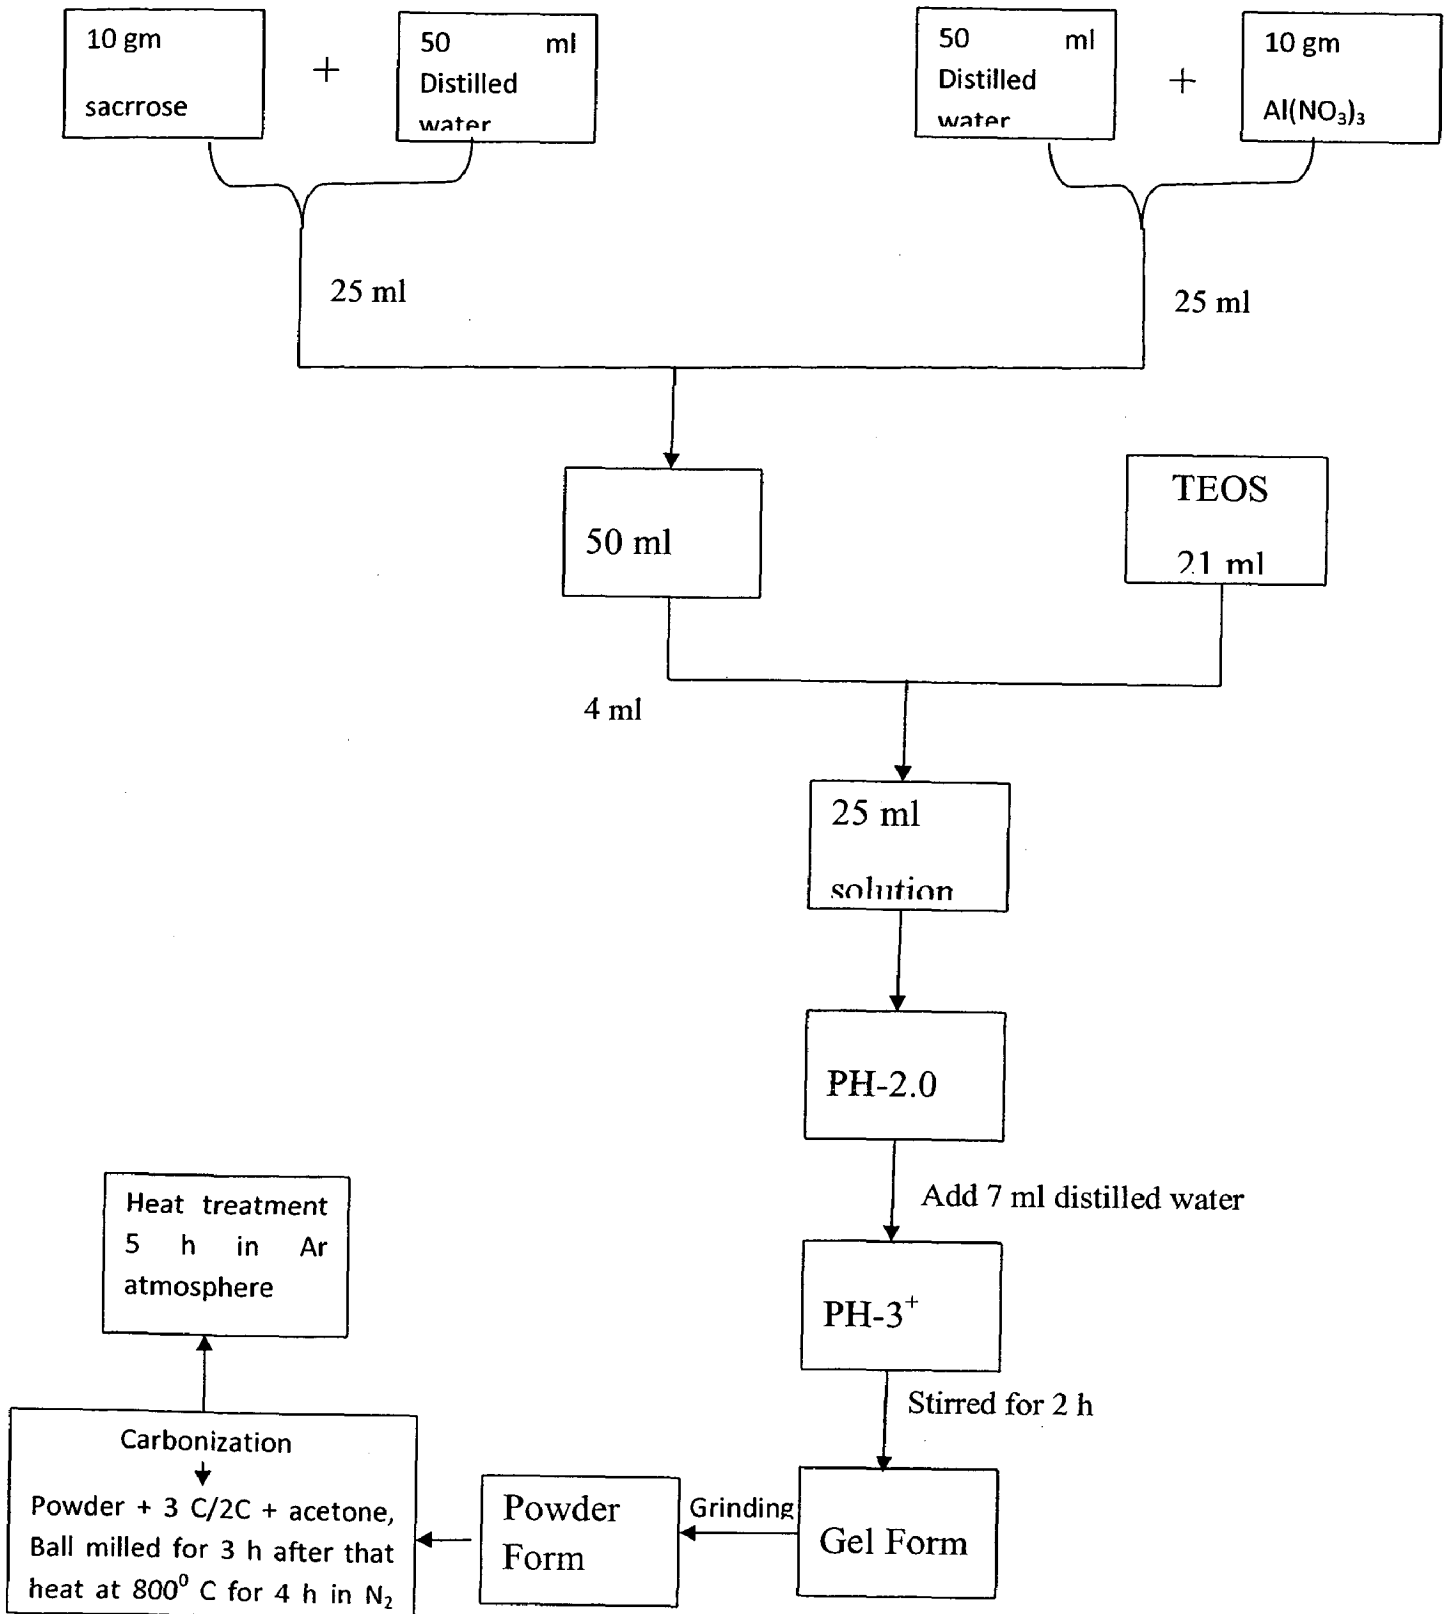 10 gm
sacrrose
+
50 ml
Distilled
water
50 ml
Distilled
water
+
10 gm
Al(NO₃)₃
25 ml
25 ml
50 ml
TEOS
21 ml
4 ml
25 ml
solution
PH-2.0
Add 7 ml distilled water
PH-3⁺
Stirred for 2 h
Gel Form
Grinding
Powder
Form
Carbonization
Powder + 3 C/2C + acetone,
Ball milled for 3 h after that
heat at 800⁰ C for 4 h in N₂
Heat treatment
5 h in Ar
atmosphere